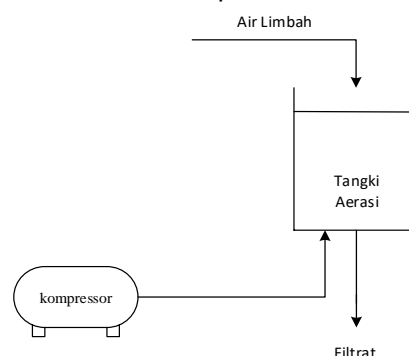 Air Limbah
Tangki
Aerasi
kompressor
Filtrat